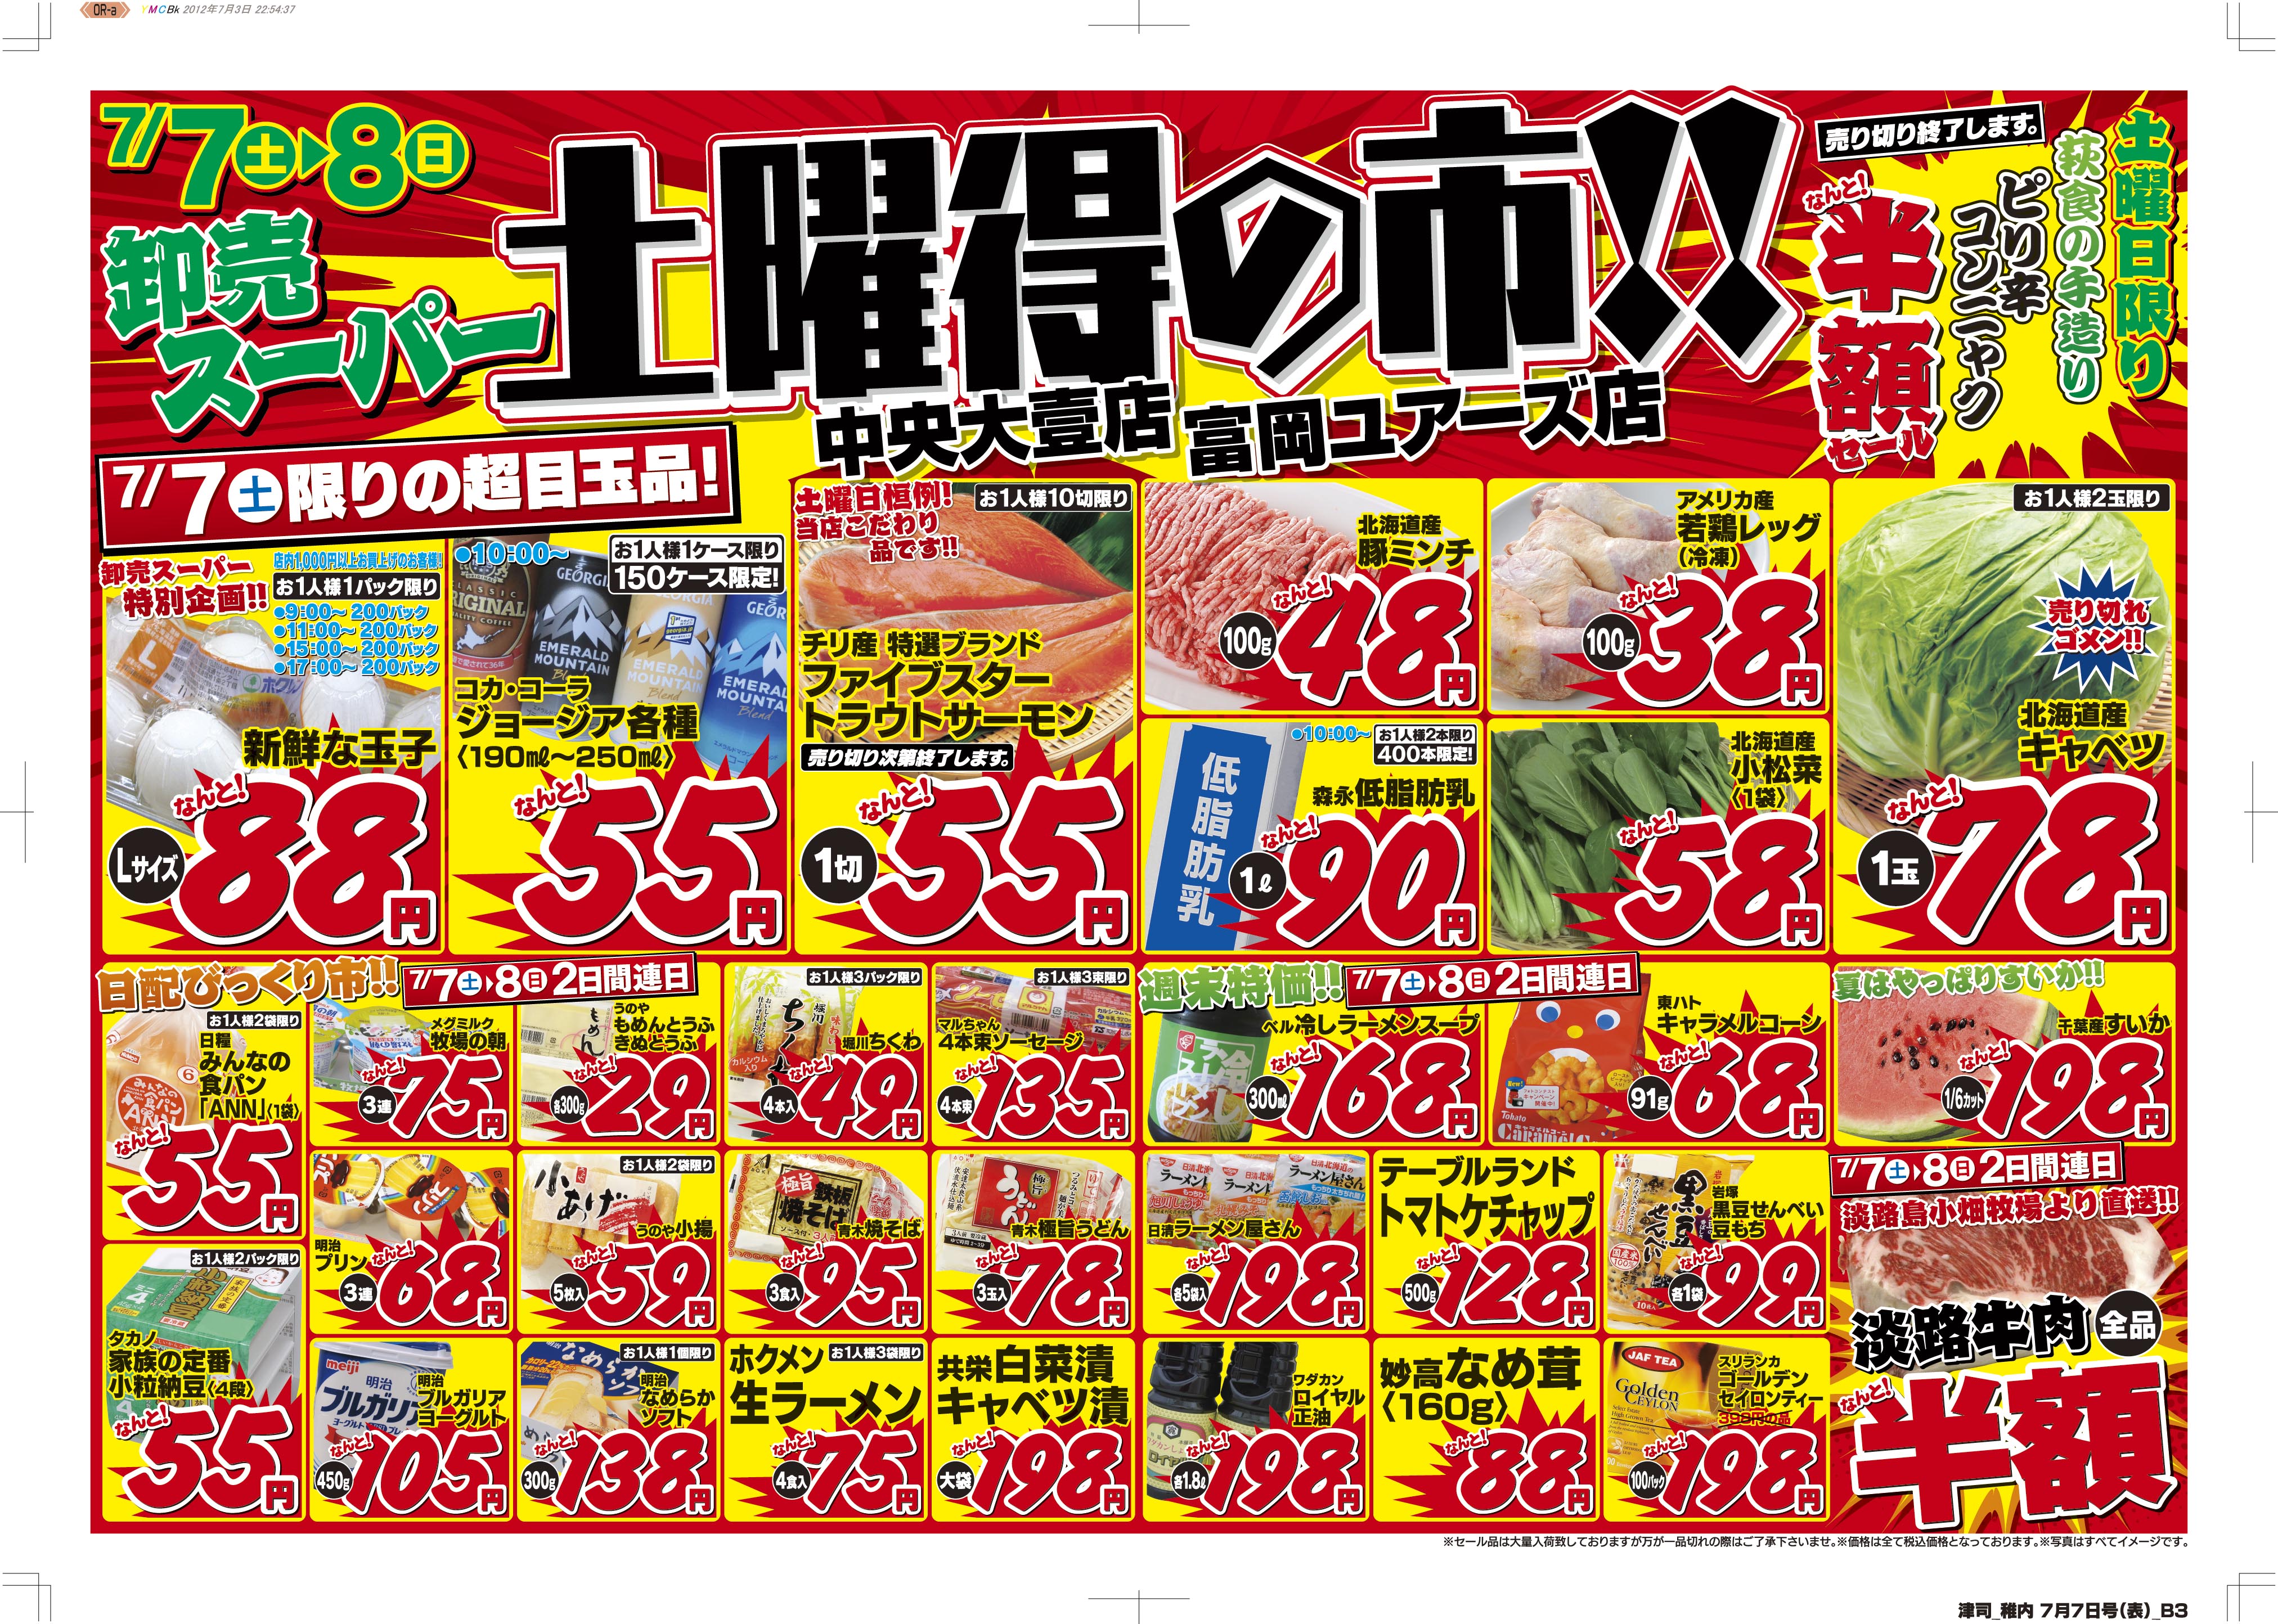 OR-a
YMCBk 2012年7月3日 22:54:37
7/7土▶8日
卸売
スーパー
土曜得の市!!
中央大壹店 富岡ユアーズ店
売り切り終了します。
土曜日限り
萩食の手造り
ピリ辛
コンニャク
なんと!
半額
セール
7/7土限りの超目玉品!
卸売スーパー
特別企画!!
店内1,000円以上お買上げのお客様!
お1人様1パック限り
●9:00〜 200パック
●11:00〜 200パック
●15:00〜 200パック
●17:00〜 200パック
L
新鮮な玉子
なんと!
Lサイズ
88円
●10:00〜
お1人様1ケース限り
150ケース限定!
EMERALD
MOUNTAIN
Blend
コカ・コーラ
ジョージア各種
〈190㎖〜250㎖〉
なんと!
55円
土曜日恒例!
当店こだわり
品です!!
お1人様10切限り
チリ産 特選ブランド
ファイブスター
トラウトサーモン
売り切り次第終了します。
なんと!
1切
55円
北海道産
豚ミンチ
なんと!
100g
48円
アメリカ産
若鶏レッグ
(冷凍)
なんと!
100g
38円
お1人様2玉限り
売り切れ
ゴメン!!
北海道産
キャベツ
なんと!
1玉
78円
●10:00〜
お1人様2本限り
400本限定!
低脂肪乳
森永低脂肪乳
なんと!
1ℓ
90円
北海道産
小松菜
〈1袋〉
なんと!
58円
日配びっくり市!!
7/7土▶8日 2日間連日
お1人様2袋限り
日糧
みんなの
食パン
「ANN」〈1袋〉
なんと!
55円
メグミルク
牧場の朝
なんと!
3連
75円
うのや
もめんとうふ
きぬとうふ
なんと!
各300g
29円
お1人様3パック限り
堀川ちくわ
なんと!
4本入
49円
お1人様3束限り
マルちゃん
4本束ソーセージ
なんと!
4本束
135円
週末特価!!
7/7土▶8日 2日間連日
ベル冷しラーメンスープ
なんと!
300㎖
168円
東ハト
キャラメルコーン
なんと!
91g
68円
夏はやっぱりすいか!!
千葉産すいか
なんと!
1/6カット
198円
明治
プリン
なんと!
3連
68円
お1人様2袋限り
小あげ
うのや小揚
なんと!
5枚入
59円
極旨
鉄板
焼そば
青木焼そば
なんと!
3食入
95円
極旨
うどん
青木極旨うどん
なんと!
3玉入
78円
日清ラーメン屋さん
なんと!
各5袋入
198円
テーブルランド
トマトケチャップ
なんと!
500g
128円
岩塚
黒豆せんべい
豆もち
なんと!
各1袋
99円
7/7土▶8日 2日間連日
淡路島小畑牧場より直送!!
淡路牛肉 全品
なんと!
半額
お1人様2パック限り
タカノ
家族の定番
小粒納豆〈4段〉
なんと!
55円
meiji
明治
ブルガリア
ヨーグルト
なんと!
450g
105円
お1人様1個限り
明治
なめらか
ソフト
なんと!
300g
138円
ホクメン
お1人様3袋限り
生ラーメン
なんと!
4食入
75円
共栄白菜漬
キャベツ漬
なんと!
大袋
198円
ワダカン
ロイヤル
正油
なんと!
各1.8ℓ
198円
妙高なめ茸
〈160g〉
なんと!
88円
JAF TEA
Golden
CEYLON
スリランカ
ゴールデン
セイロンティー
398円の品
なんと!
100パック
198円
※セール品は大量入荷致しておりますが万が一品切れの際はご了承下さいませ。※価格は全て税込価格となっております。※写真はすべてイメージです。
津司_稚内 7月7日号(表)_B3